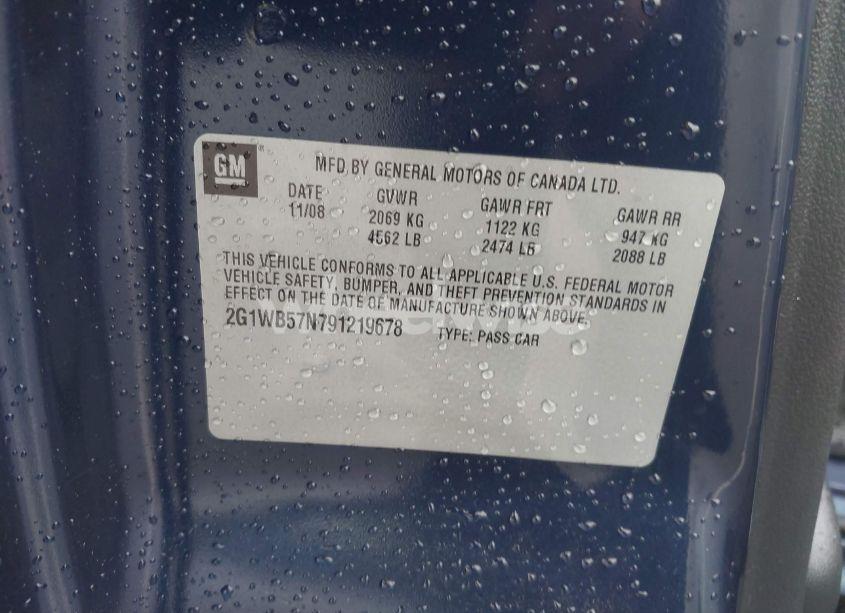 GM
MFD BY GENERAL MOTORS OF CANADA LTD.
DATE GVWR GAWR FRT GAWR RR
11/08 2069 KG 1122 KG 947 KG
4562 LB 2474 LB 2088 LB
THIS VEHICLE CONFORMS TO ALL APPLICABLE U.S. FEDERAL MOTOR
VEHICLE SAFETY, BUMPER, AND THEFT PREVENTION STANDARDS IN
EFFECT ON THE DATE OF MANUFACTURE SHOWN ABOVE.
2G1WB57N791219678 TYPE: PASS CAR